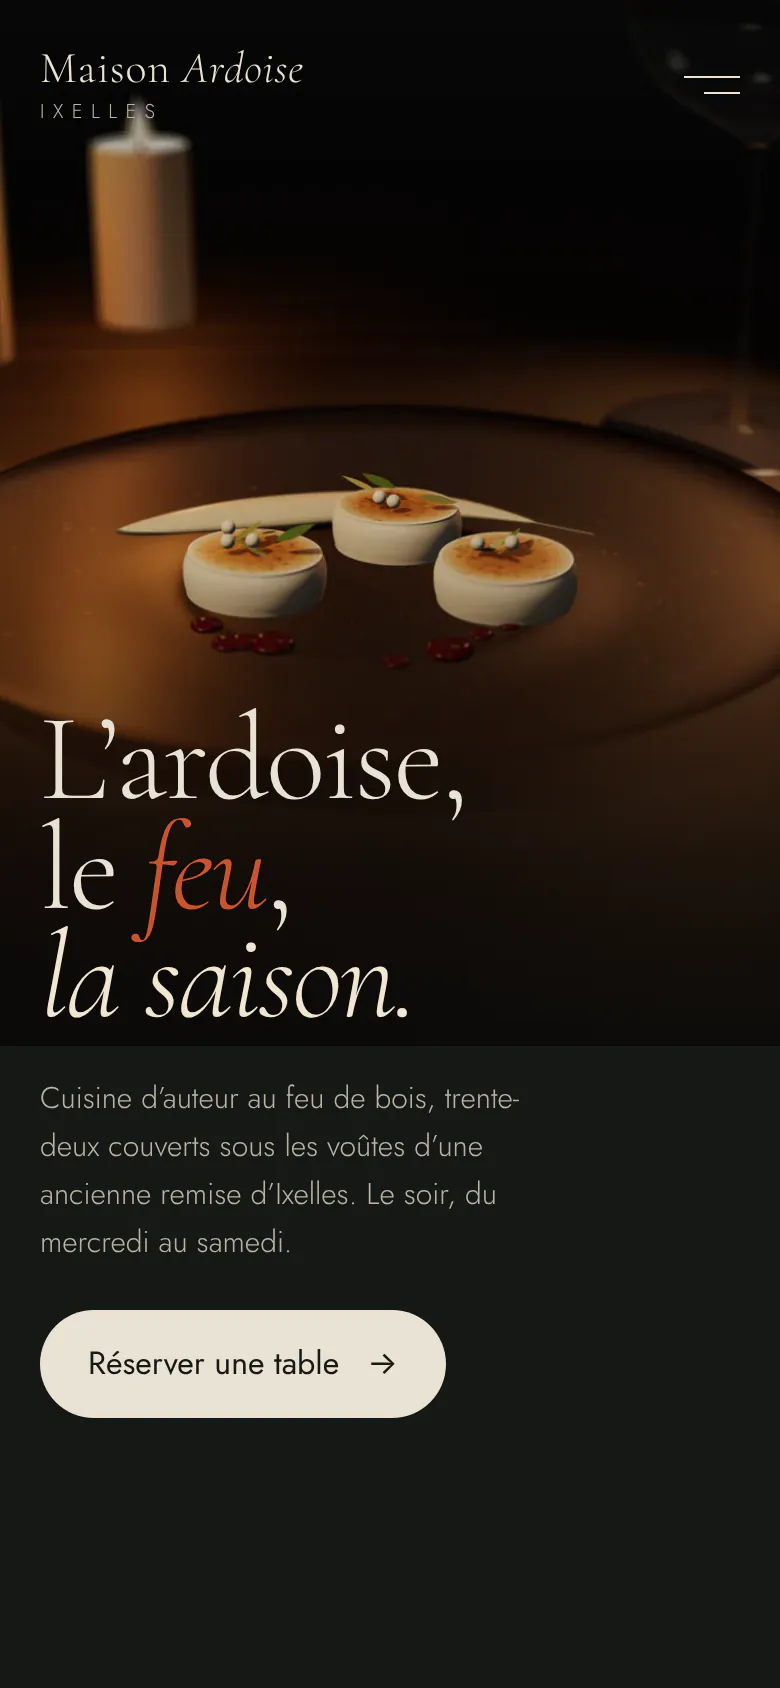 Maison Ardoise
IXELLES
L’ardoise,
le feu,
la saison.
Cuisine d’auteur au feu de bois, trente-
deux couverts sous les voûtes d’une
ancienne remise d’Ixelles. Le soir, du
mercredi au samedi.
Réserver une table →